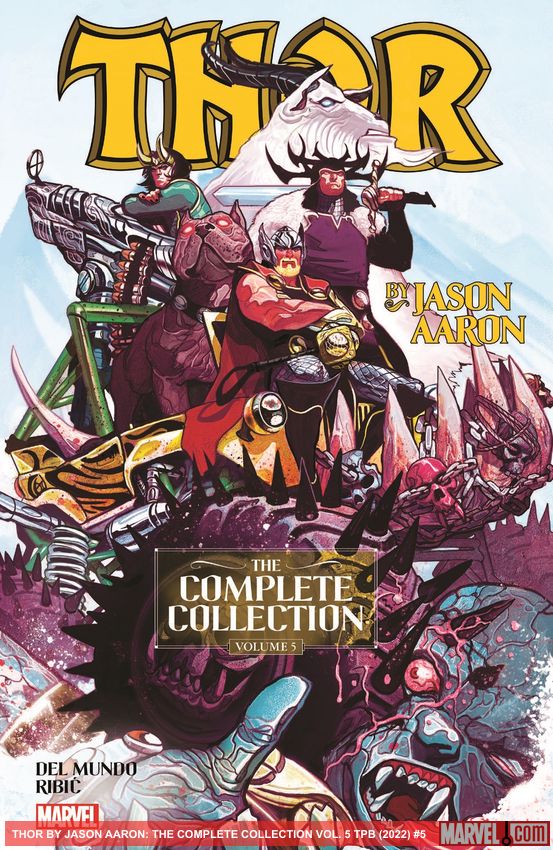 THOR
BY JASON
AARON
THE
COMPLETE
COLLECTION
VOLUME 5
DEL MUNDO
RIBIĆ
MARVEL
THOR BY JASON AARON: THE COMPLETE COLLECTION VOL. 5 TPB (2022) #5
MARVEL.com